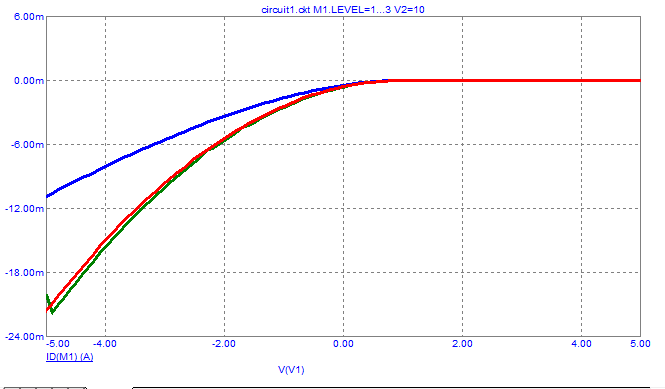 circuit1.ckt M1.LEVEL=1...3 V2=10
6.00m
0.00m
-6.00m
-12.00m
-18.00m
-24.00m
-5.00 -4.00 -2.00 0.00 2.00 4.00 5.00
ID(M1) (A)
V(V1)